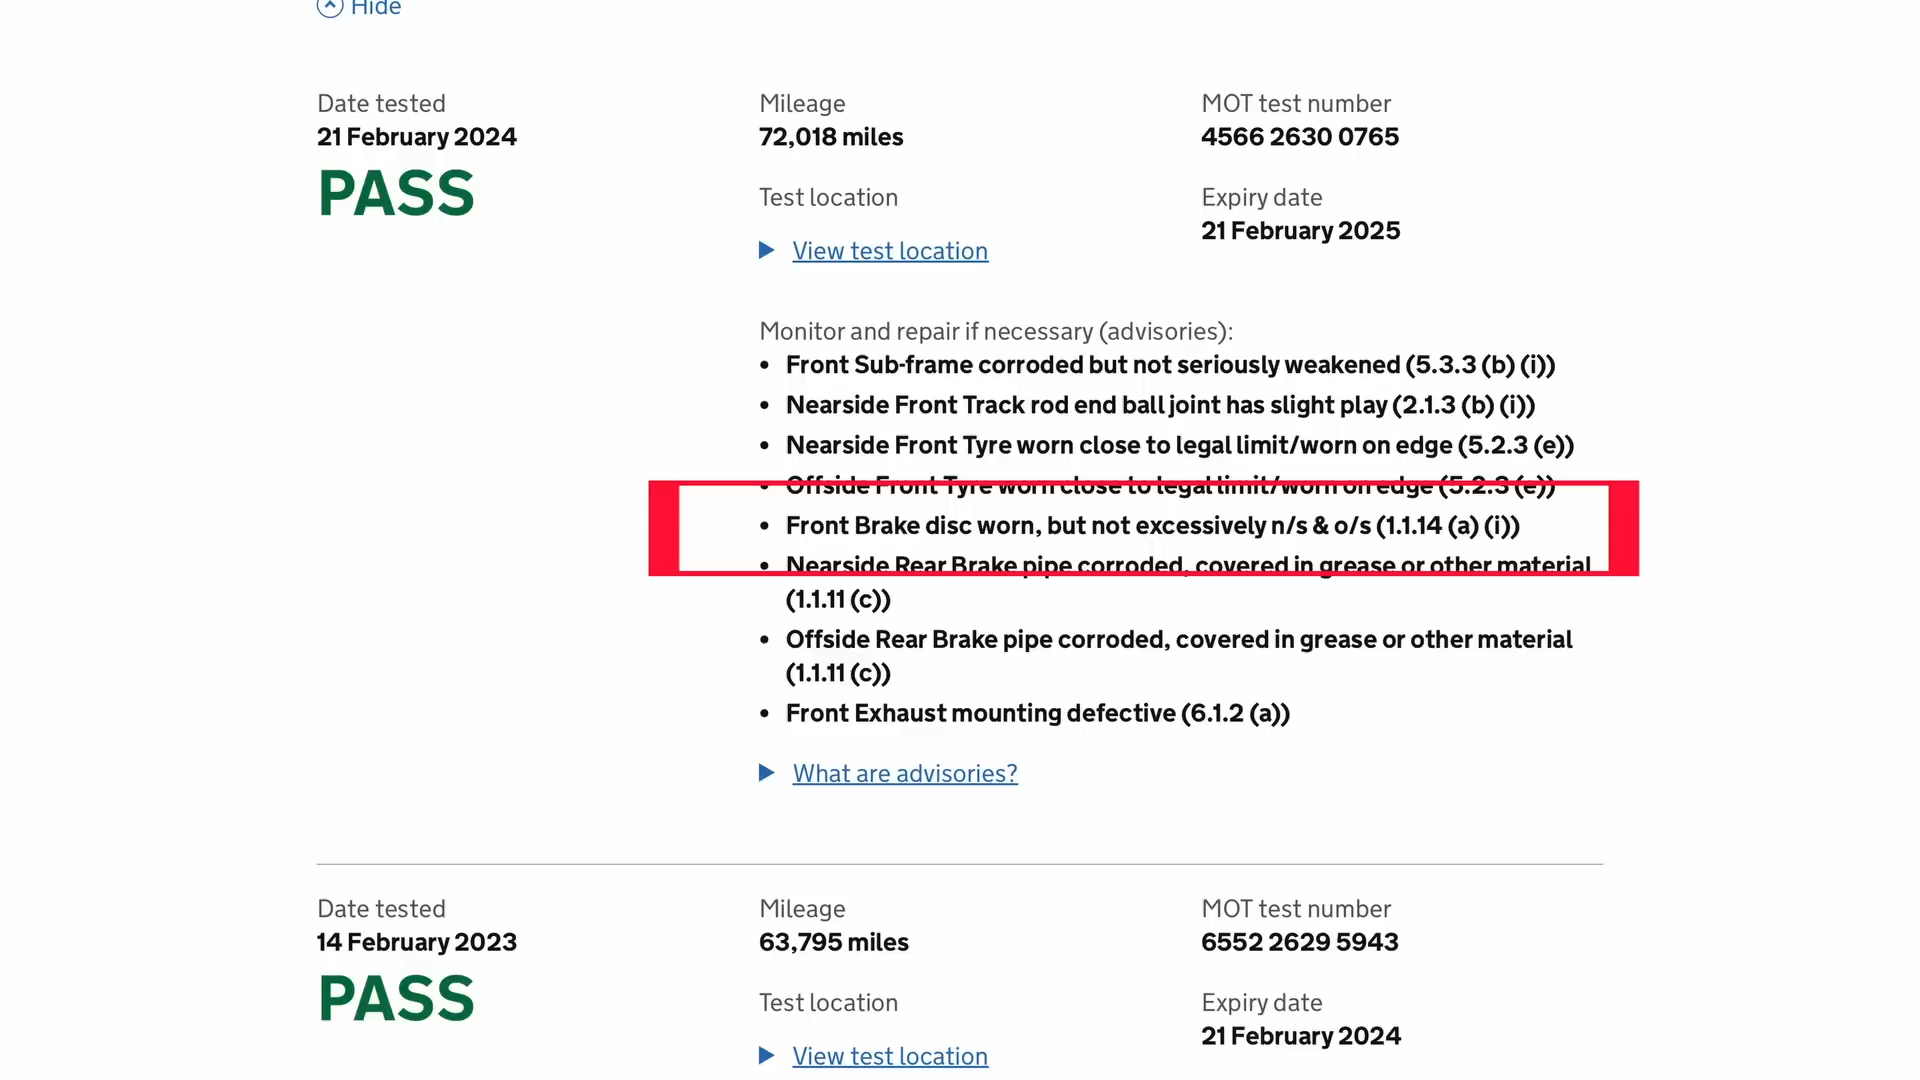 Hide
Date tested
21 February 2024
PASS
Mileage
72,018 miles
Test location
View test location
MOT test number
4566 2630 0765
Expiry date
21 February 2025
Monitor and repair if necessary (advisories):
• Front Sub-frame corroded but not seriously weakened (5.3.3 (b) (i))
• Nearside Front Track rod end ball joint has slight play (2.1.3 (b) (i))
• Nearside Front Tyre worn close to legal limit/worn on edge (5.2.3 (e))
• Offside Front Tyre worn close to legal limit/worn on edge (5.2.3 (e))
• Front Brake disc worn, but not excessively n/s & o/s (1.1.14 (a) (i))
• Nearside Rear Brake pipe corroded, covered in grease or other material
(1.1.11 (c))
• Offside Rear Brake pipe corroded, covered in grease or other material
(1.1.11 (c))
• Front Exhaust mounting defective (6.1.2 (a))
What are advisories?
Date tested
14 February 2023
PASS
Mileage
63,795 miles
Test location
View test location
MOT test number
6552 2629 5943
Expiry date
21 February 2024